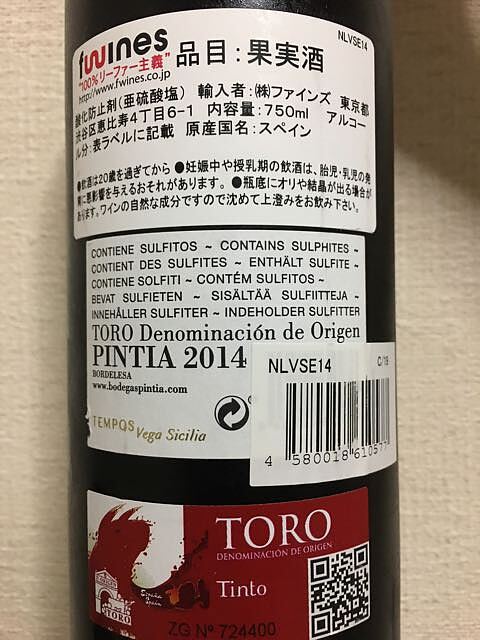 NLVSE14
fwines
"100%リーファー主義"
http://www.fwines.co.jp
品目:果実酒
酸化防止剤(亜硫酸塩) 輸入者:㈱ファインズ 東京都
渋谷区恵比寿4丁目6-1 内容量:750ml アルコー
ル分:表ラベルに記載 原産国名:スペイン
●飲酒は20歳を過ぎてから ●妊娠中や授乳期の飲酒は、胎児・乳児の発
育に悪影響を与えるおそれがあります。 ●瓶底にオリや結晶が出る場合が
ありますが、ワインの自然な成分ですので沈めて上澄みをお飲み下さい。
CONTIENE SULFITOS ~ CONTAINS SULPHITES ~
CONTIENT DES SULFITES ~ ENTHÄLT SULFITE ~
CONTIENE SOLFITI ~ CONTÉM SULFITOS ~
BEVAT SULFIETEN ~ SISÄLTÄÄ SULFIITTEJA ~
INNEHÅLLER SULFITER ~ INDEHOLDER SULFITTER
TORO Denominación de Origen
PINTIA 2014
BORDELESA
www.bodegaspintia.com
TEMPOS Vega Sicilia
NLVSE14 C/19
4 580018 610577
TORO
DENOMINACIÓN DE ORIGEN
Tinto
España
Spain
TORO
ZG Nº 724400